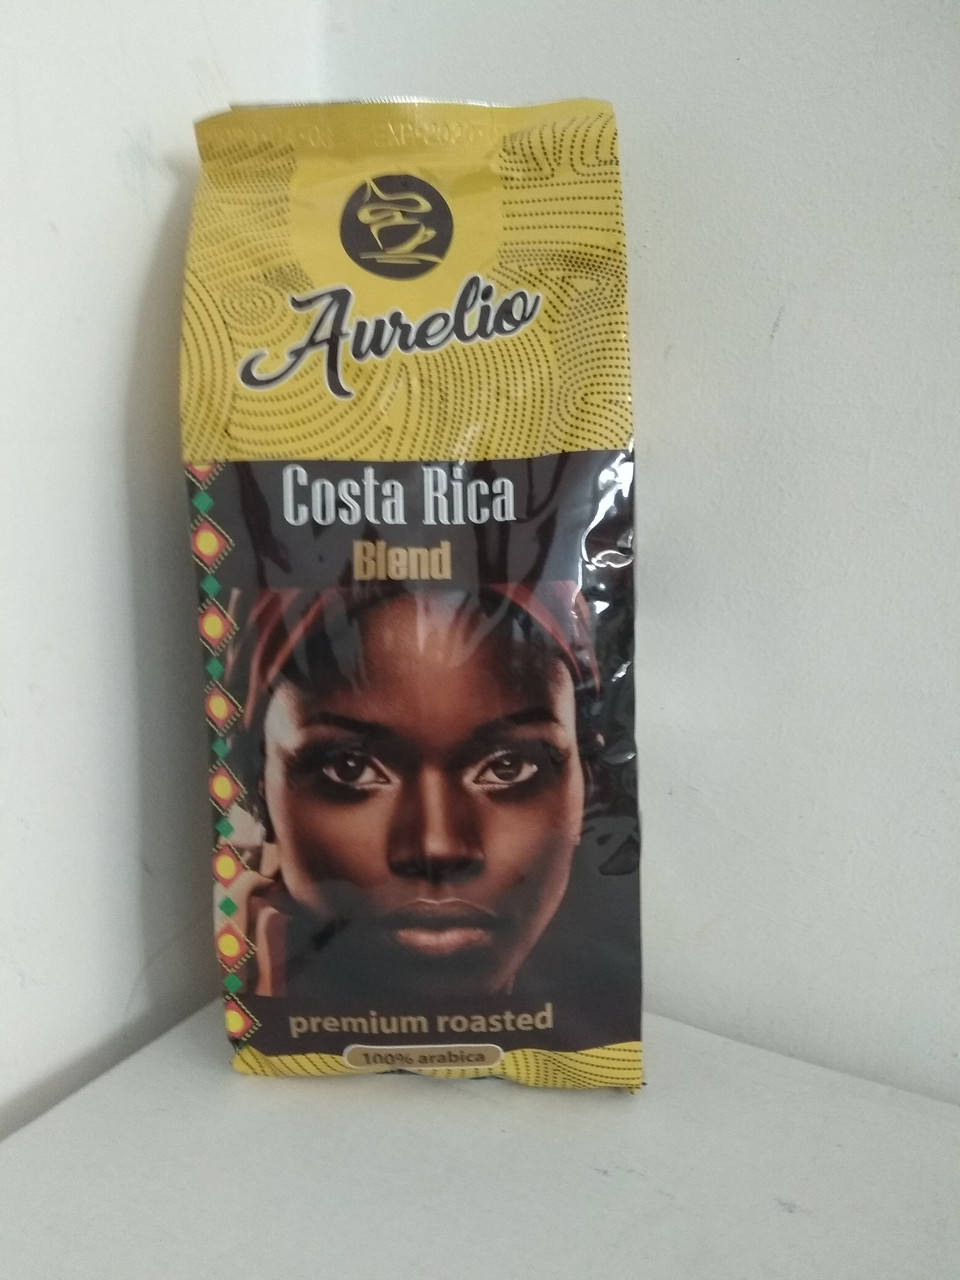 Aurelio
Costa Rica
Blend
premium roasted
100% arabica